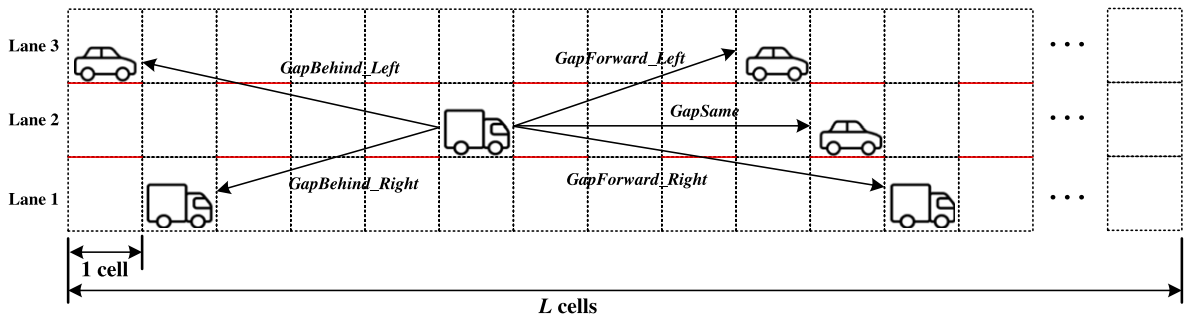 Lane 3
GapBehind_Left
GapForward_Left
• • •
Lane 2
GapSame
• • •
Lane 1
GapBehind_Right
GapForward_Right
• • •
1 cell
L cells